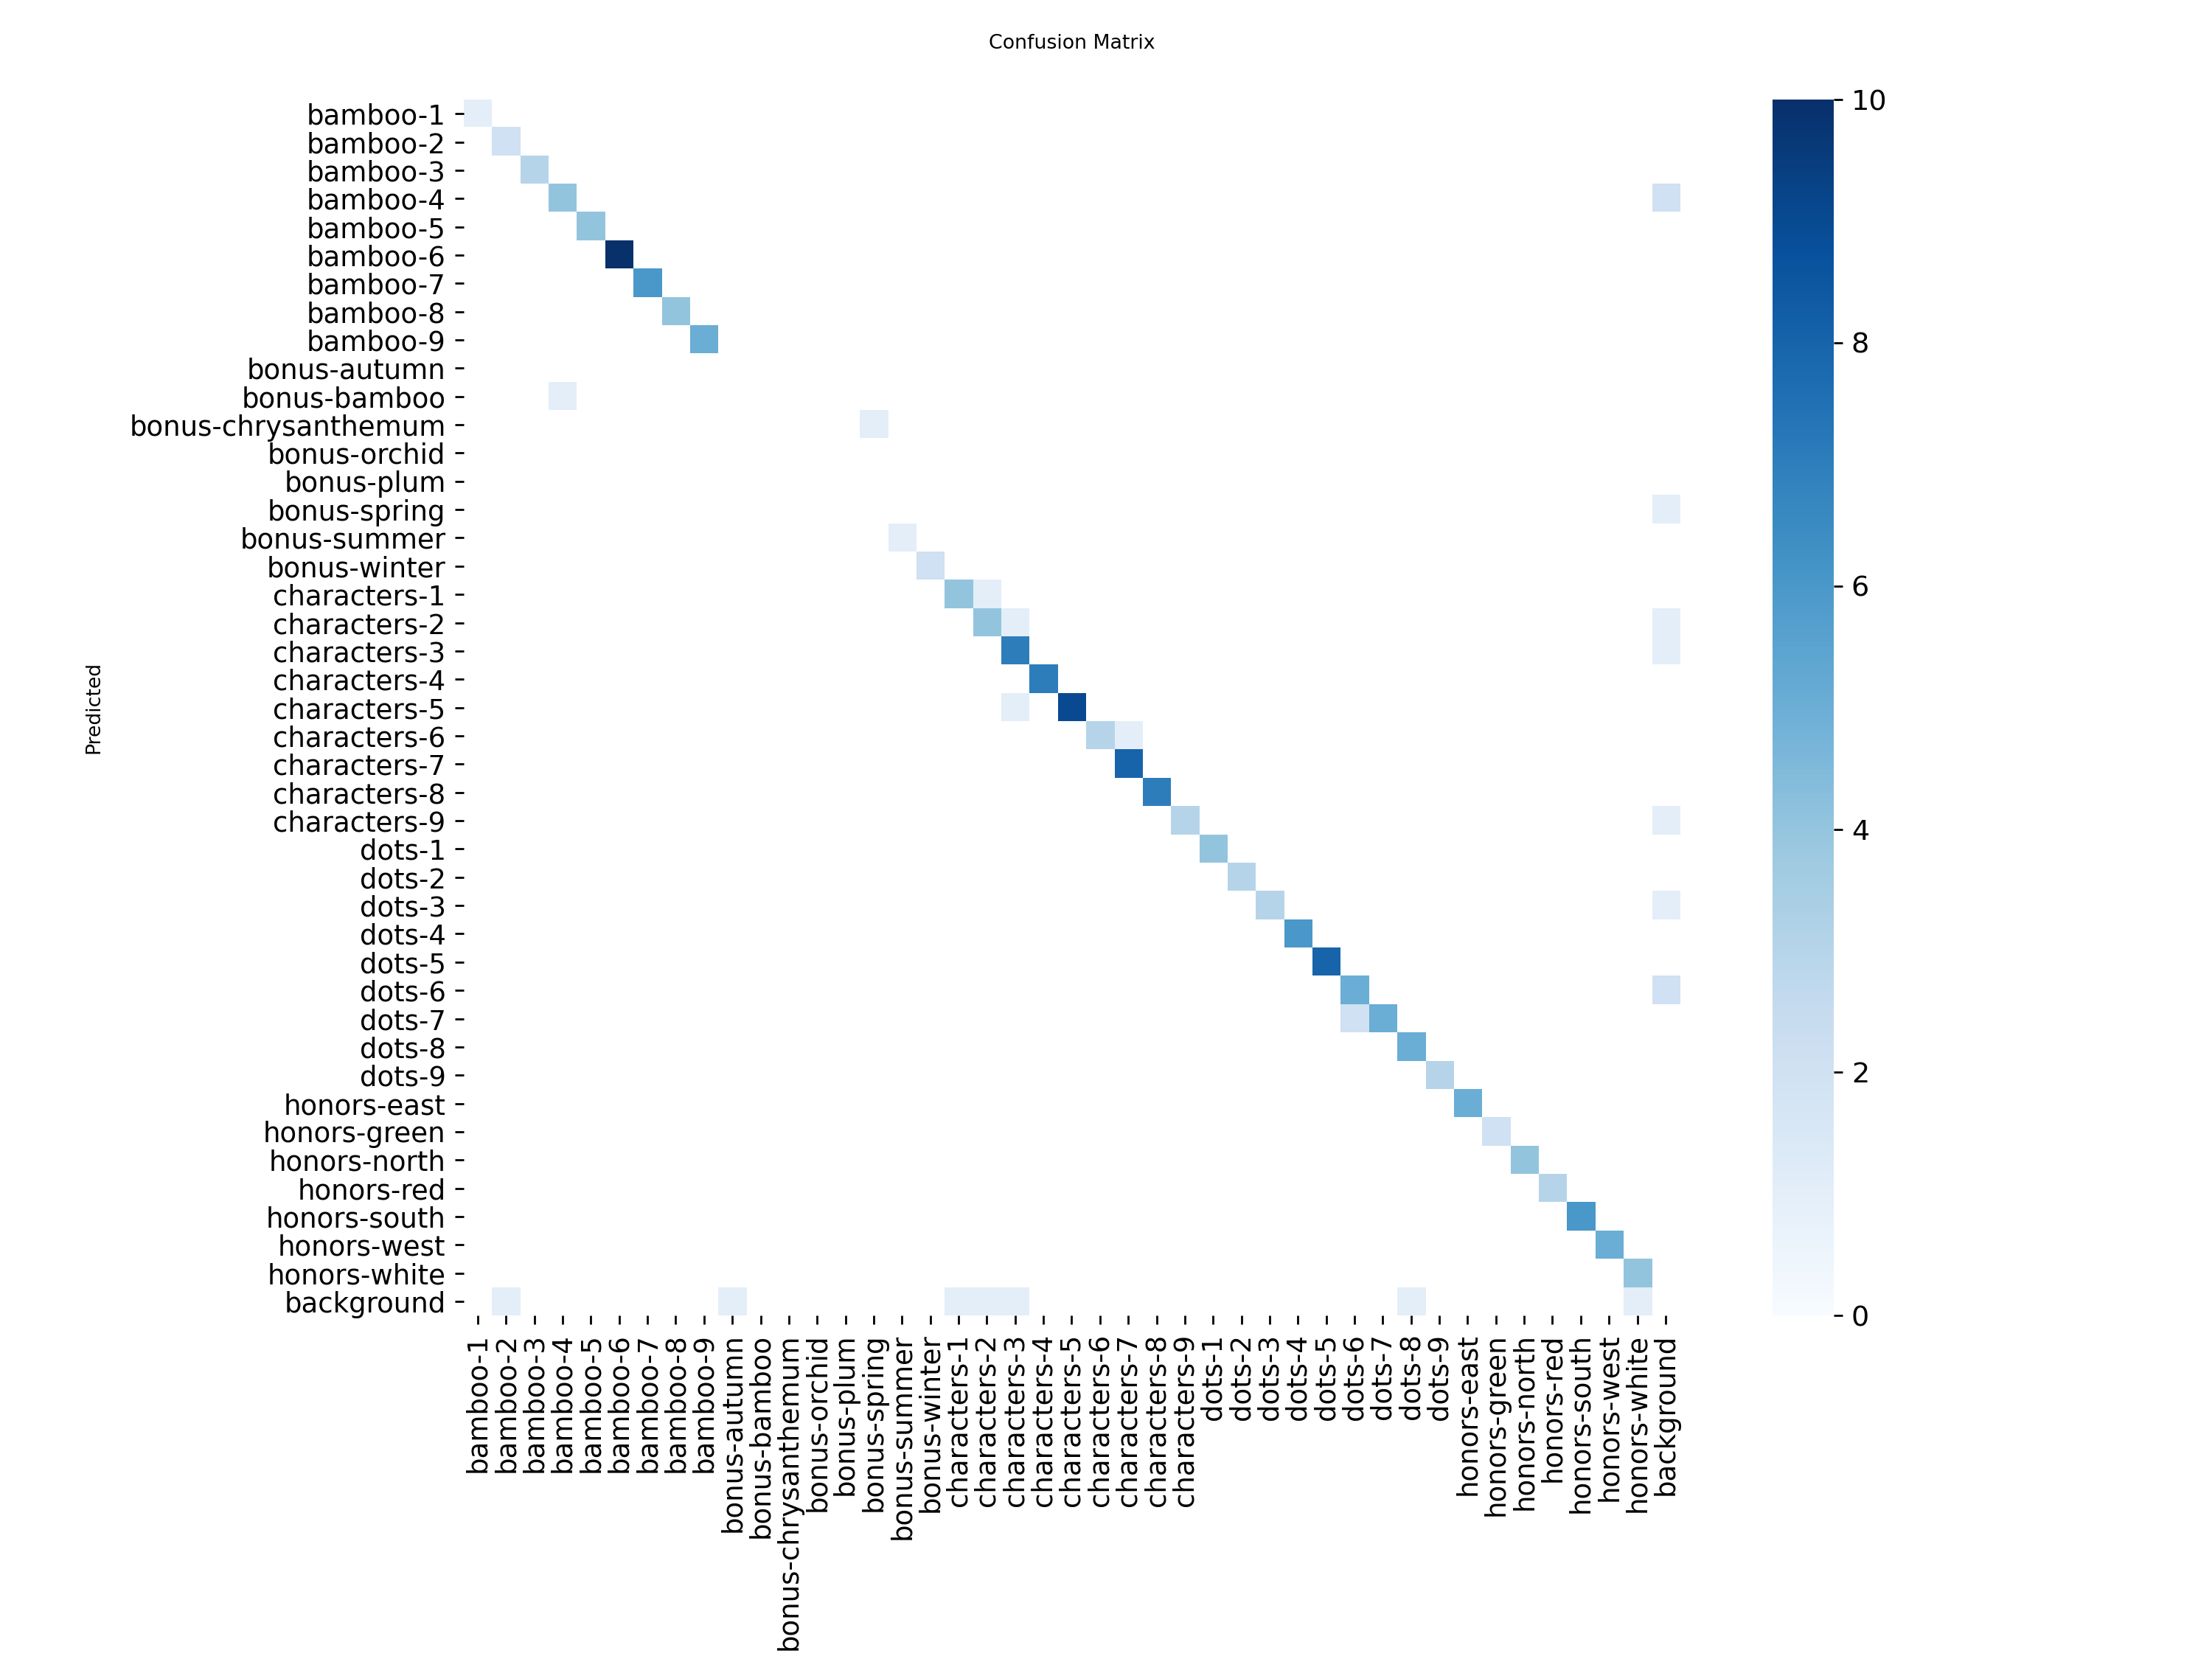 Confusion Matrix
bamboo-1
bamboo-2
bamboo-3
bamboo-4
bamboo-5
bamboo-6
bamboo-7
bamboo-8
bamboo-9
bonus-autumn
bonus-bamboo
bonus-chrysanthemum
bonus-orchid
bonus-plum
bonus-spring
bonus-summer
bonus-winter
characters-1
characters-2
characters-3
characters-4
characters-5
characters-6
characters-7
characters-8
characters-9
dots-1
dots-2
dots-3
dots-4
dots-5
dots-6
dots-7
dots-8
dots-9
honors-east
honors-green
honors-north
honors-red
honors-south
honors-west
honors-white
background
Predicted
bamboo-1
bamboo-2
bamboo-3
bamboo-4
bamboo-5
bamboo-6
bamboo-7
bamboo-8
bamboo-9
bonus-autumn
bonus-bamboo
bonus-chrysanthemum
bonus-orchid
bonus-plum
bonus-spring
bonus-summer
bonus-winter
characters-1
characters-2
characters-3
characters-4
characters-5
characters-6
characters-7
characters-8
characters-9
dots-1
dots-2
dots-3
dots-4
dots-5
dots-6
dots-7
dots-8
dots-9
honors-east
honors-green
honors-north
honors-red
honors-south
honors-west
honors-white
background
10
8
6
4
2
0